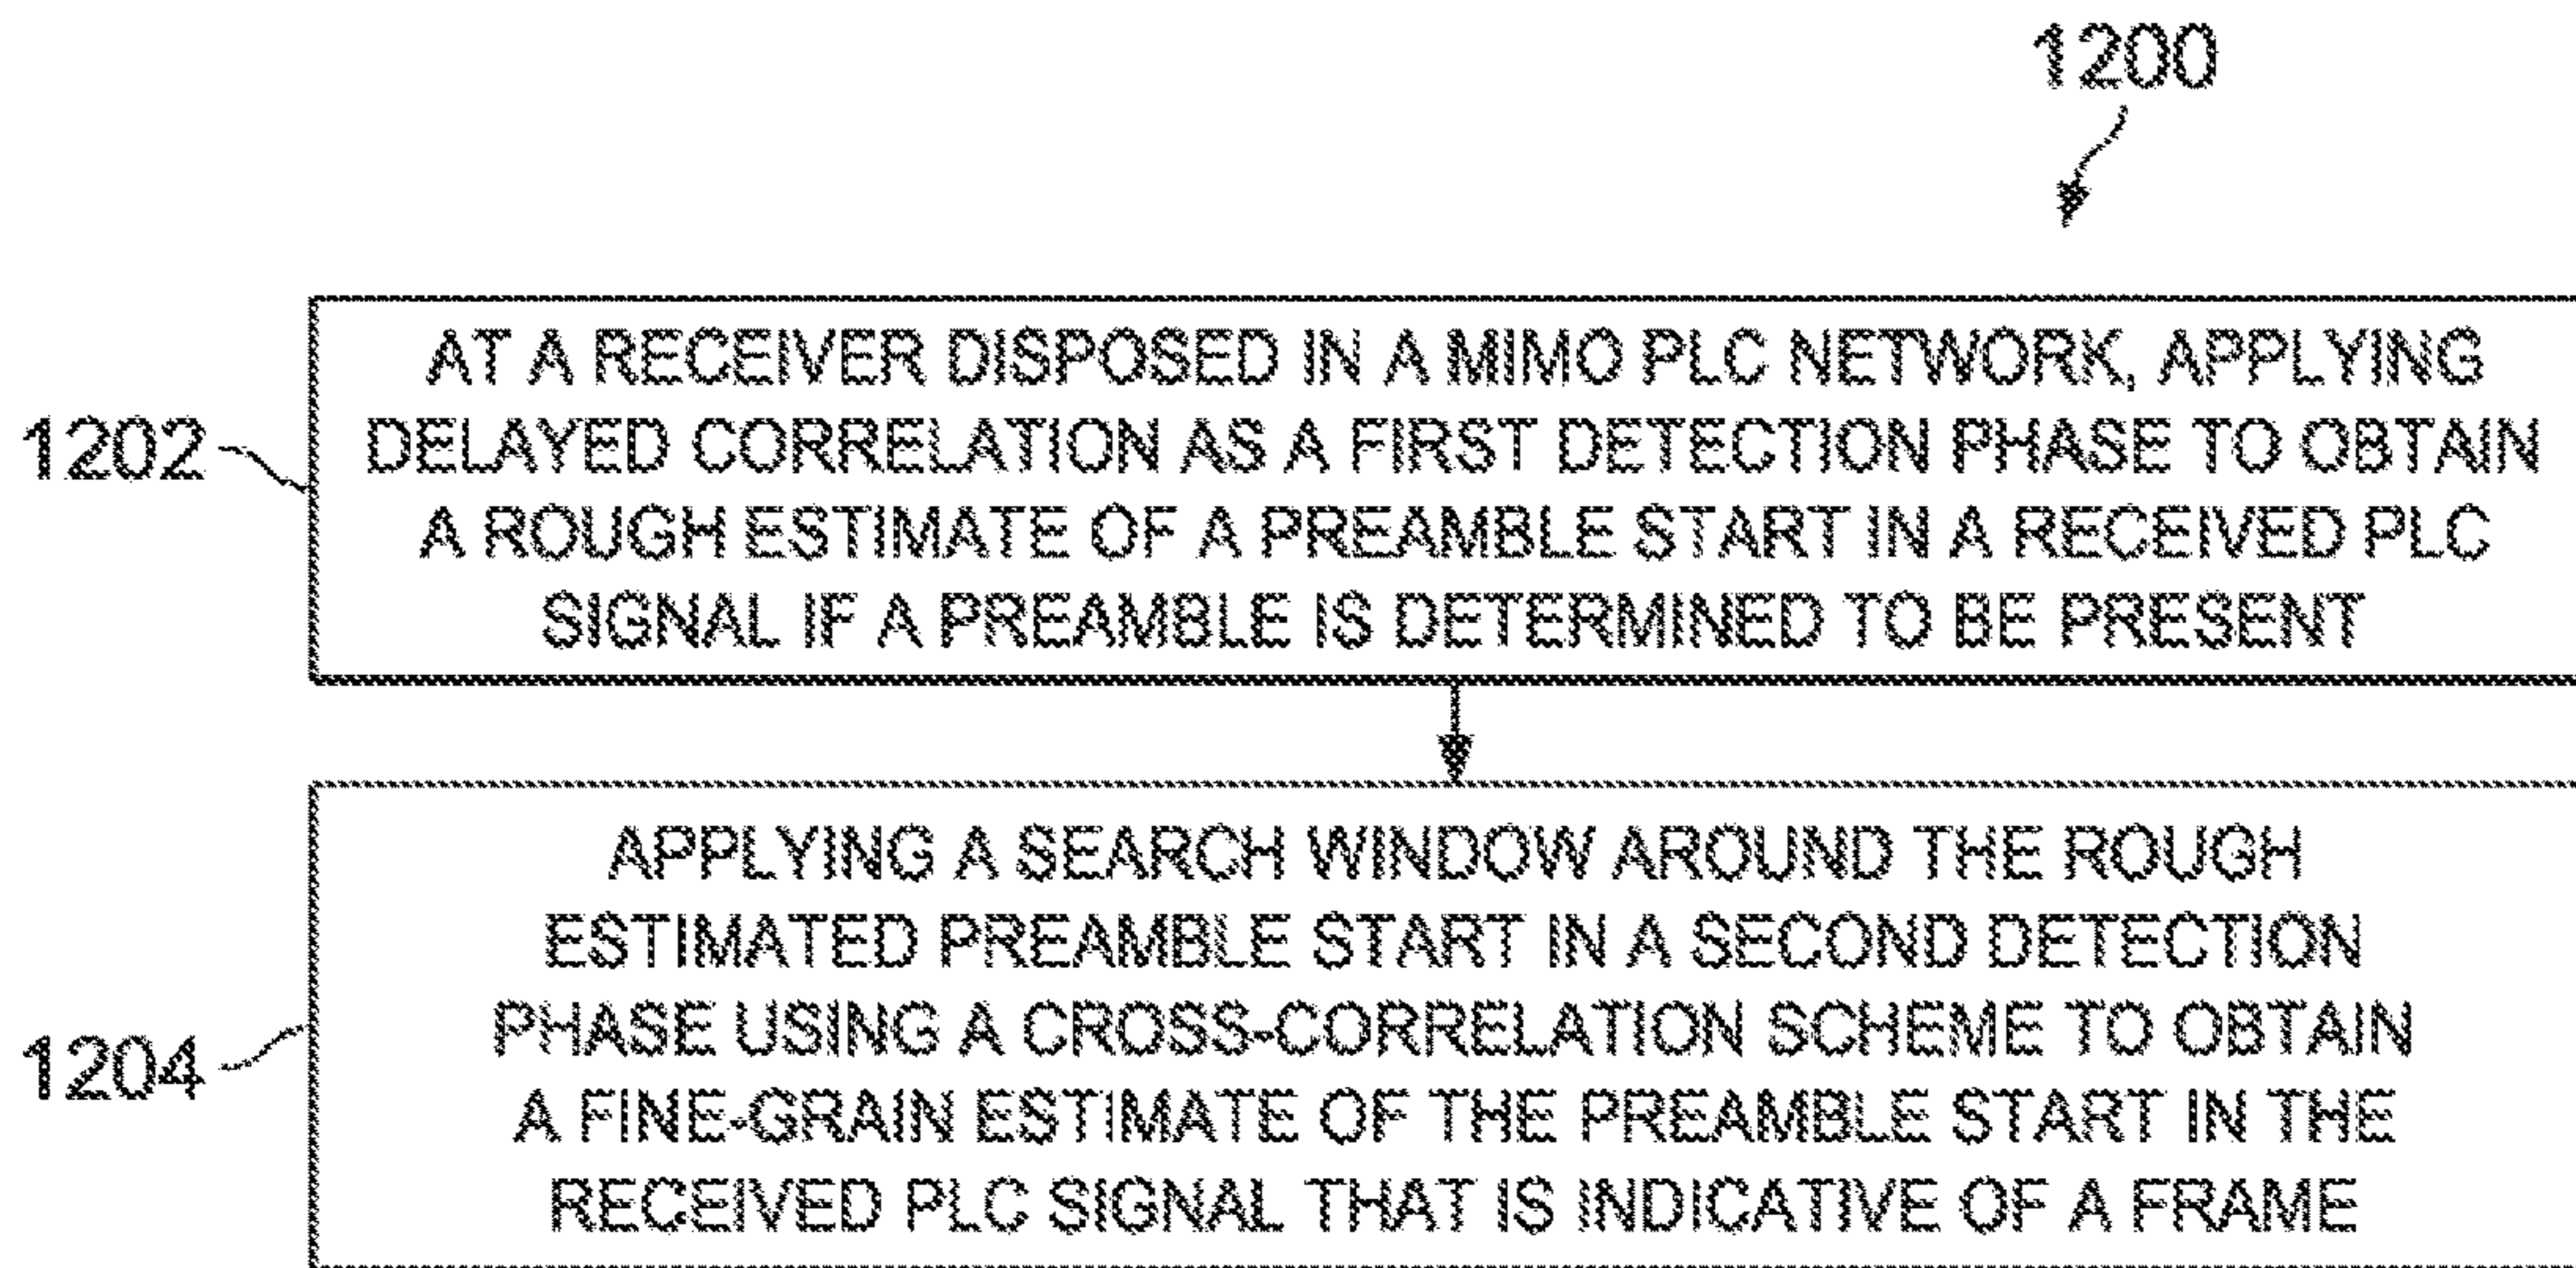 1200
1202
AT A RECEIVER DISPOSED IN A MIMO PLC NETWORK, APPLYING
DELAYED CORRELATION AS A FIRST DETECTION PHASE TO OBTAIN
A ROUGH ESTIMATE OF A PREAMBLE START IN A RECEIVED PLC
SIGNAL IF A PREAMBLE IS DETERMINED TO BE PRESENT
1204
APPLYING A SEARCH WINDOW AROUND THE ROUGH
ESTIMATED PREAMBLE START IN A SECOND DETECTION
PHASE USING A CROSS-CORRELATION SCHEME TO OBTAIN
A FINE-GRAIN ESTIMATE OF THE PREAMBLE START IN THE
RECEIVED PLC SIGNAL THAT IS INDICATIVE OF A FRAME